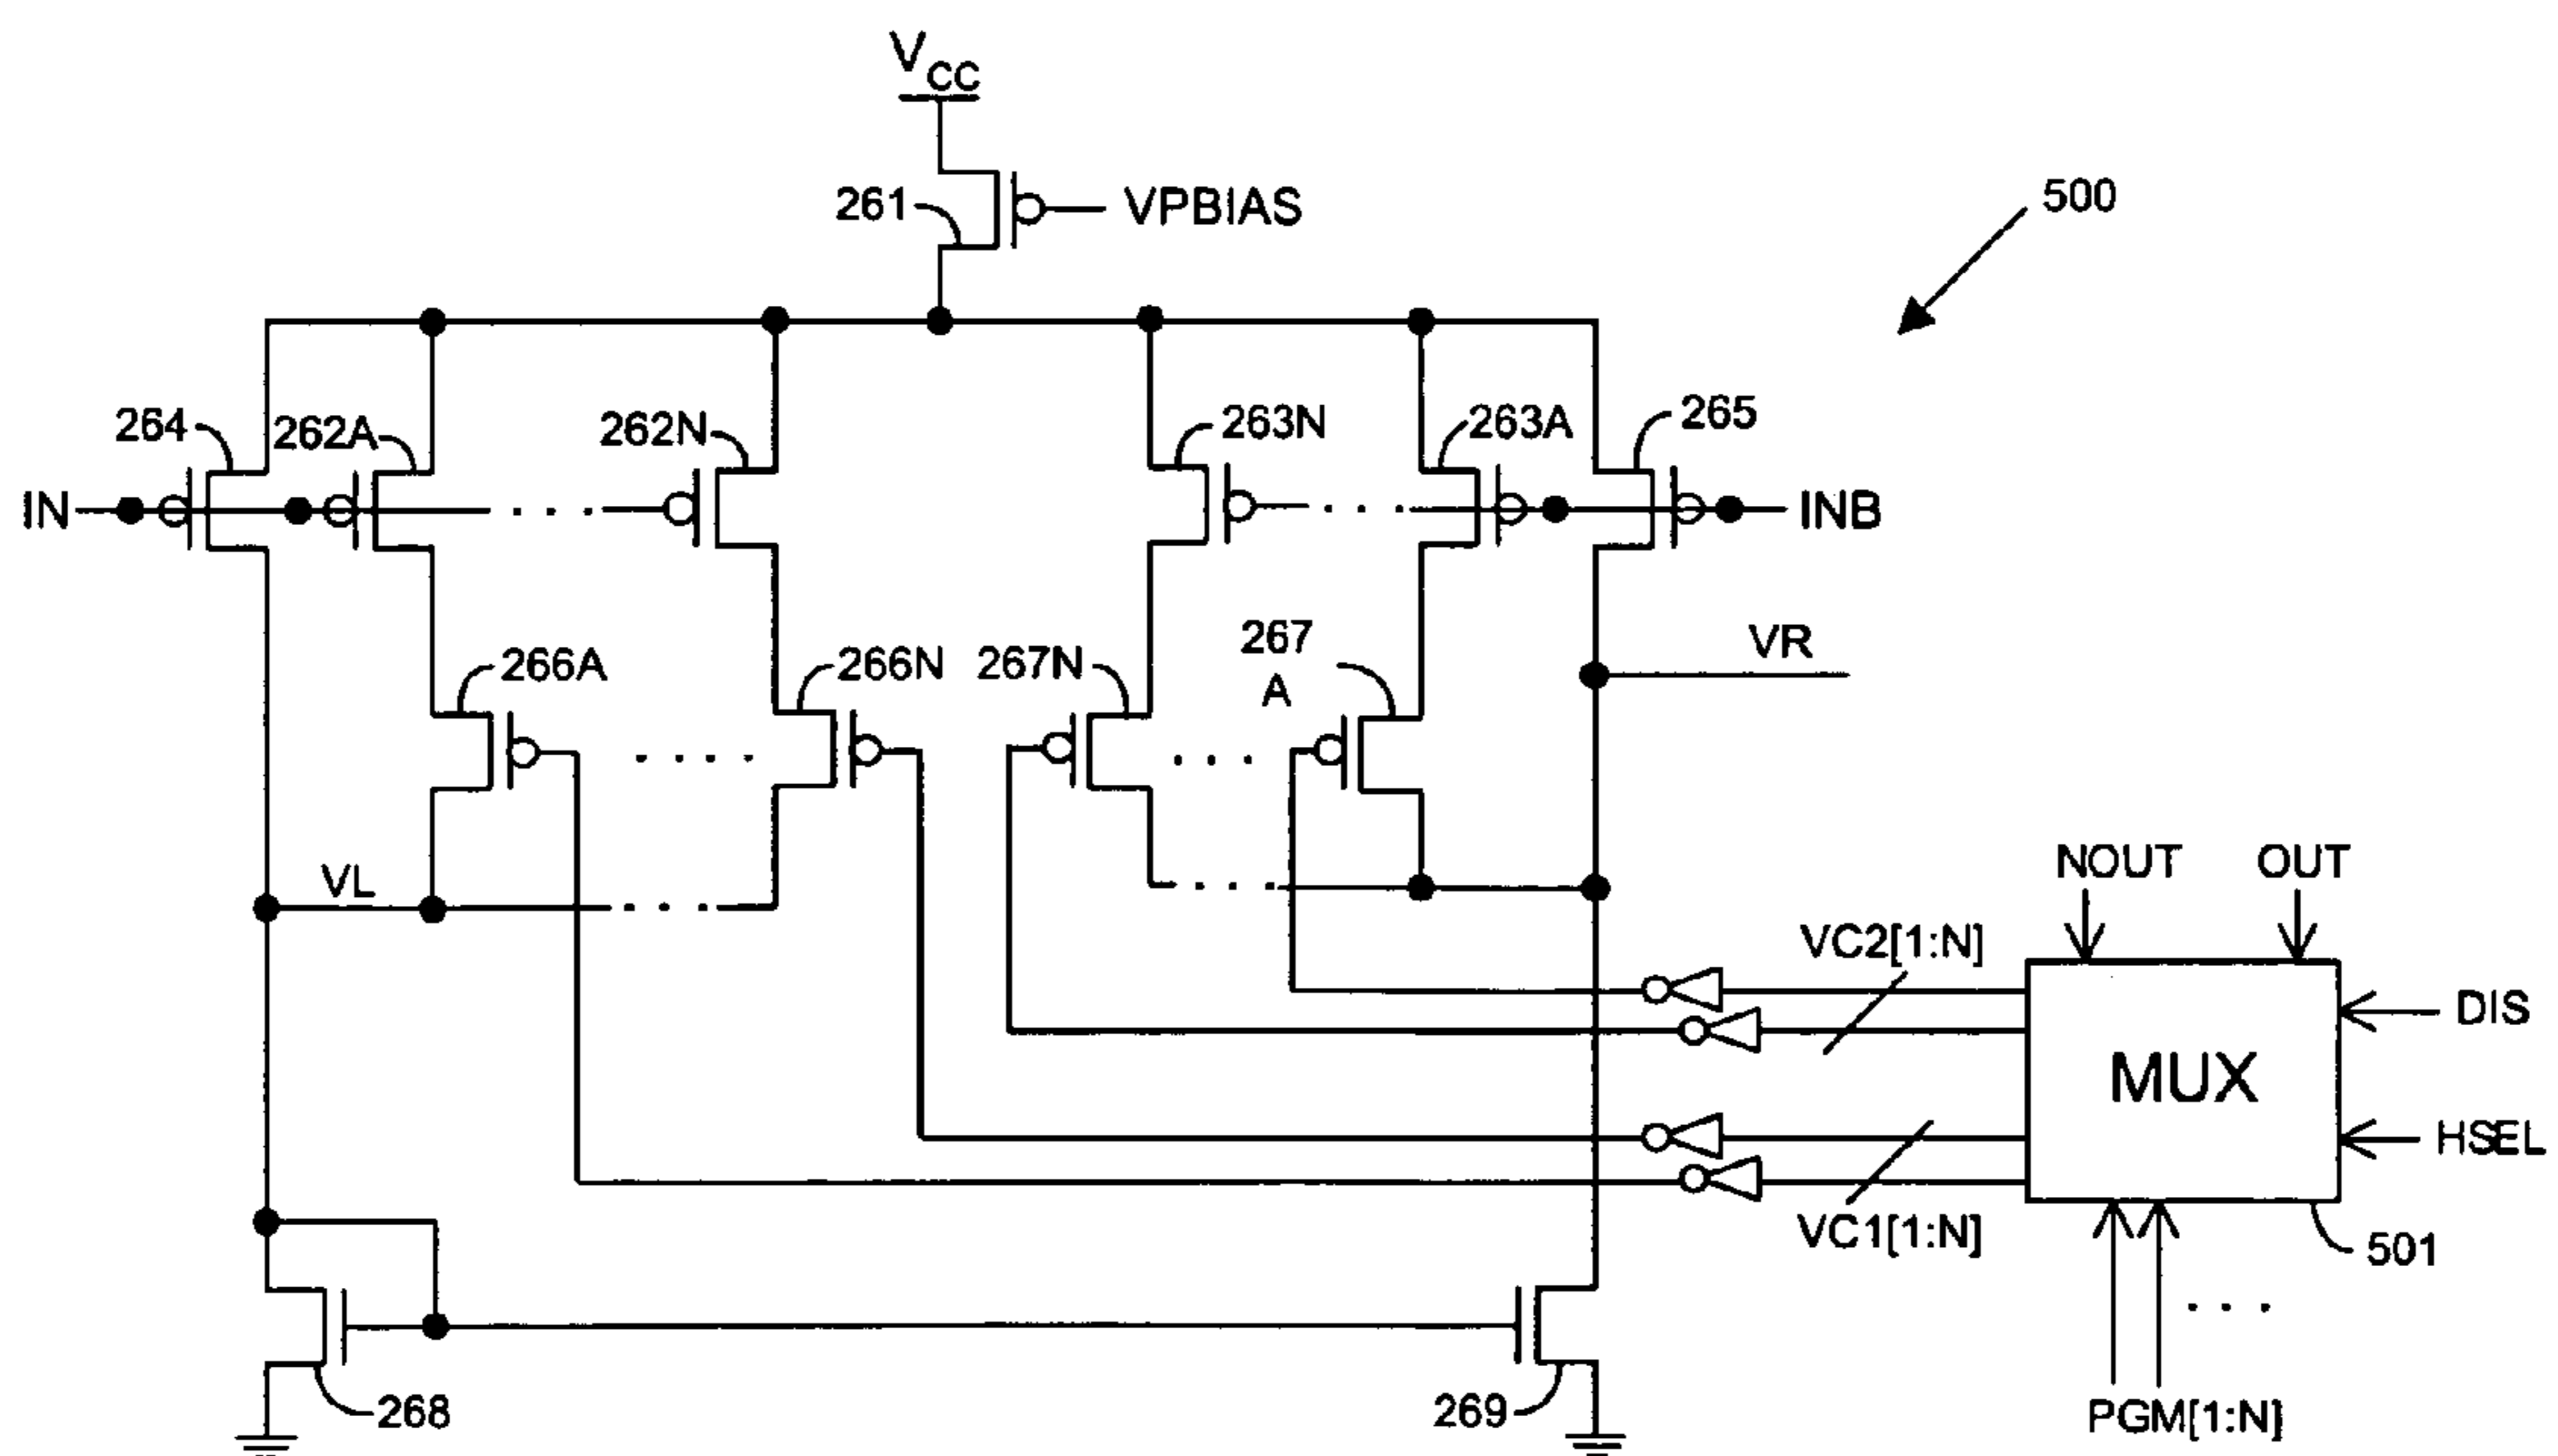 VCC
261
VPBIAS
500
264
262A
262N
263N
263A
265
IN
INB
266A
266N
267N
267
A
VR
VL
NOUT
OUT
VC2[1:N]
DIS
MUX
HSEL
VC1[1:N]
501
268
269
PGM[1:N]